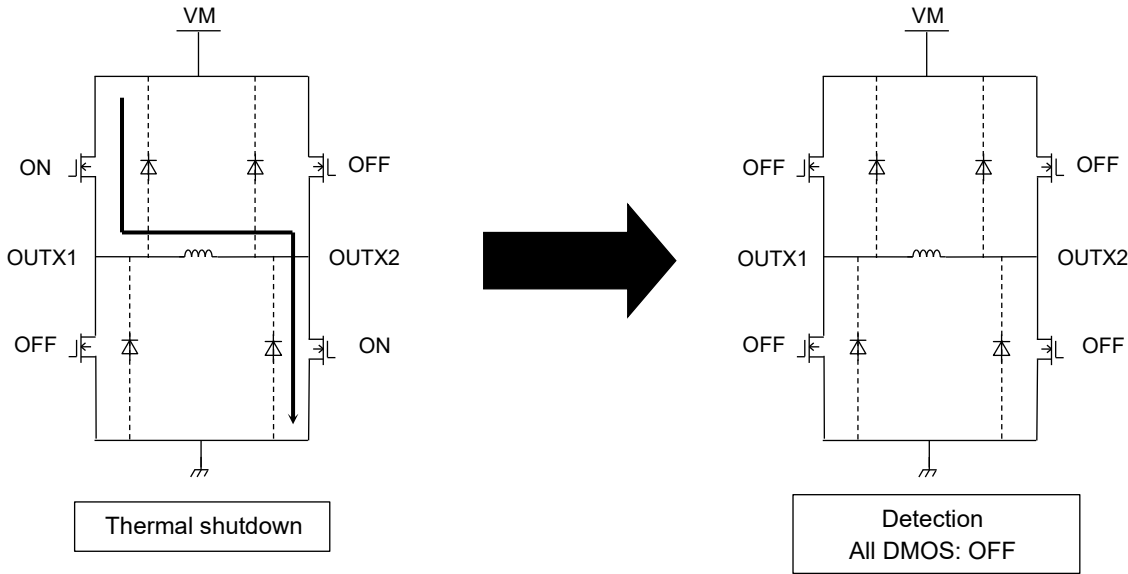 VM
ON
OFF
OUTX1
OUTX2
OFF
ON
Thermal shutdown
VM
OFF
OFF
OUTX1
OUTX2
OFF
OFF
Detection
All DMOS: OFF